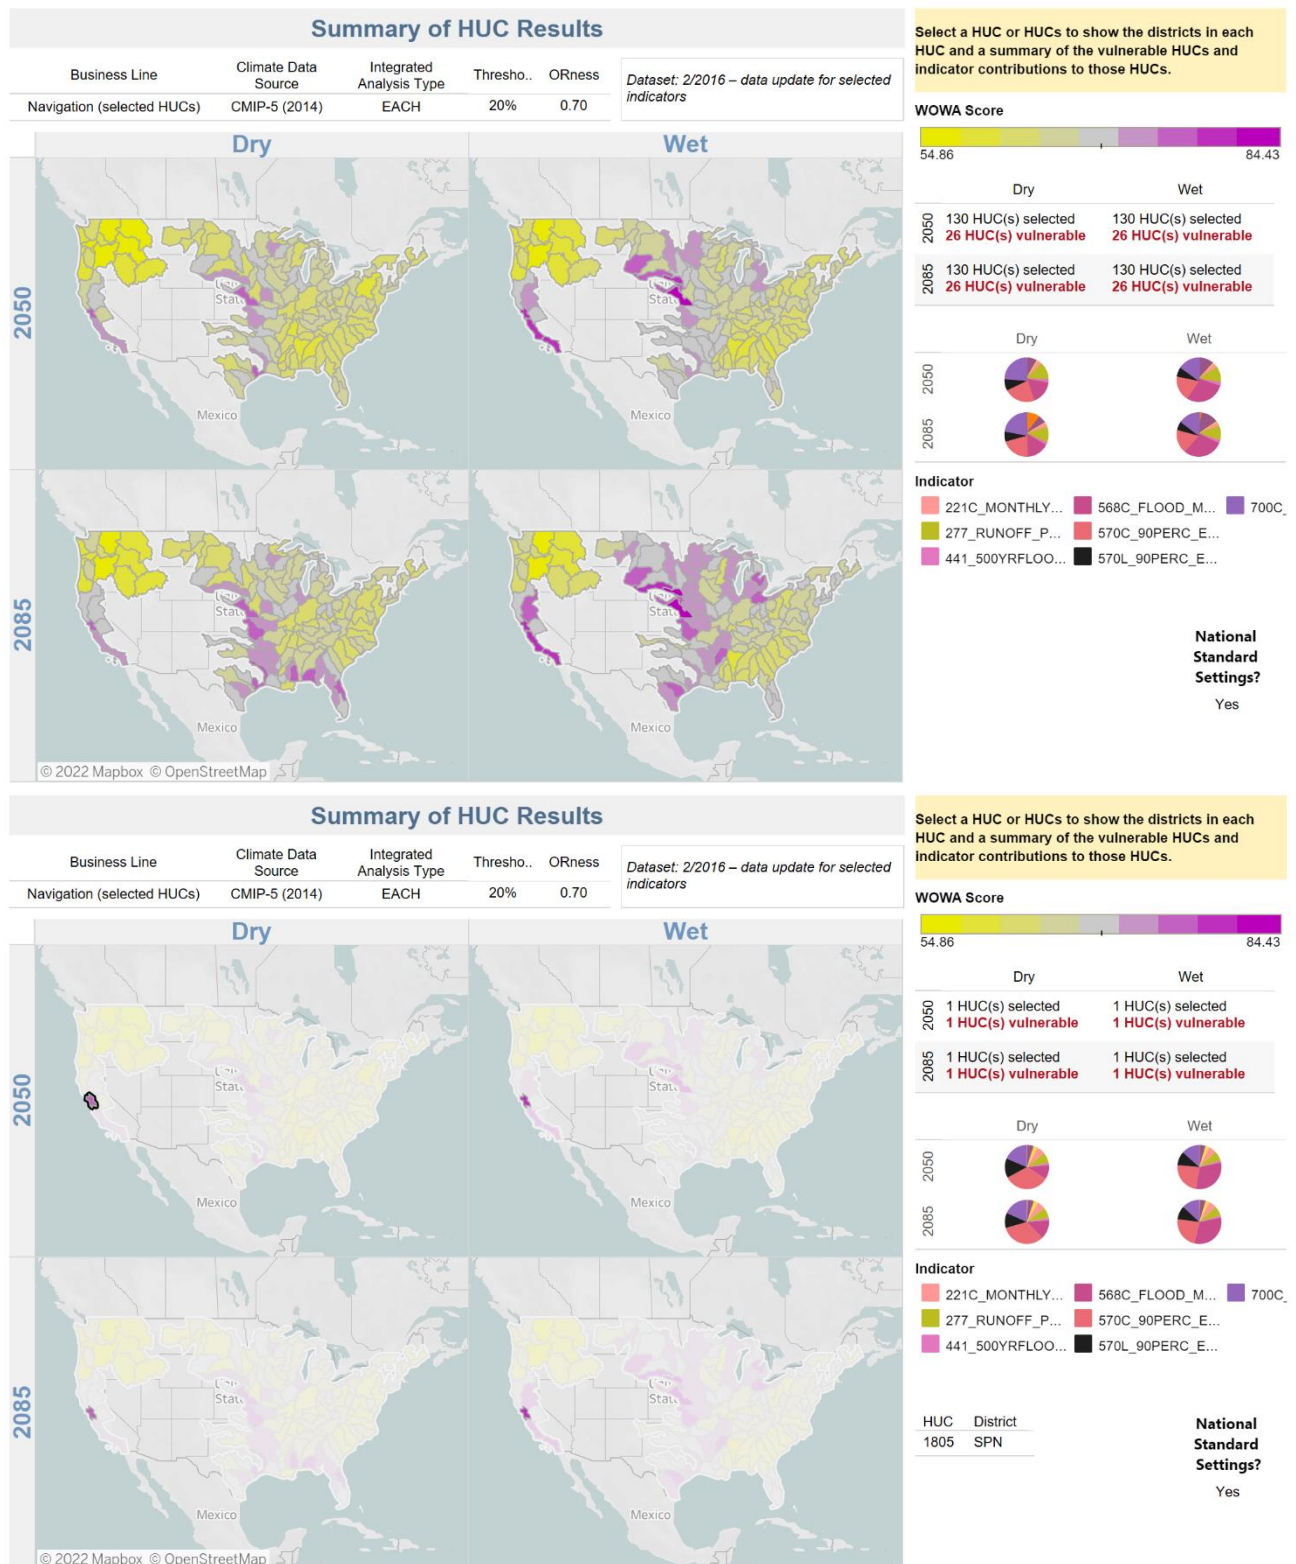 Summary of HUC Results
Business Line
Climate Data
Source
Integrated
Analysis Type
Thresho..
ORness
Navigation (selected HUCs)
CMIP-5 (2014)
EACH
20%
0.70
Dataset: 2/2016 – data update for selected
indicators
Dry
Wet
2050
Mexico
Mexico
2085
Mexico
Mexico
© 2022 Mapbox © OpenStreetMap
Select a HUC or HUCs to show the districts in each
HUC and a summary of the vulnerable HUCs and
indicator contributions to those HUCs.
WOWA Score
54.86
84.43
Dry
Wet
2050
130 HUC(s) selected
26 HUC(s) vulnerable
130 HUC(s) selected
26 HUC(s) vulnerable
2085
130 HUC(s) selected
26 HUC(s) vulnerable
130 HUC(s) selected
26 HUC(s) vulnerable
Dry
Wet
2050
2085
Indicator
221C_MONTHLY...
568C_FLOOD_M...
700C_
277_RUNOFF_P...
570C_90PERC_E...
441_500YRFLOO...
570L_90PERC_E...
National
Standard
Settings?
Yes
Summary of HUC Results
Business Line
Climate Data
Source
Integrated
Analysis Type
Thresho..
ORness
Navigation (selected HUCs)
CMIP-5 (2014)
EACH
20%
0.70
Dataset: 2/2016 – data update for selected
indicators
Dry
Wet
2050
Mexico
Mexico
2085
Mexico
Mexico
© 2022 Mapbox © OpenStreetMap
Select a HUC or HUCs to show the districts in each
HUC and a summary of the vulnerable HUCs and
indicator contributions to those HUCs.
WOWA Score
54.86
84.43
Dry
Wet
2050
1 HUC(s) selected
1 HUC(s) vulnerable
1 HUC(s) selected
1 HUC(s) vulnerable
2085
1 HUC(s) selected
1 HUC(s) vulnerable
1 HUC(s) selected
1 HUC(s) vulnerable
Dry
Wet
2050
2085
Indicator
221C_MONTHLY...
568C_FLOOD_M...
700C_
277_RUNOFF_P...
570C_90PERC_E...
441_500YRFLOO...
570L_90PERC_E...
HUC District
1805 SPN
National
Standard
Settings?
Yes